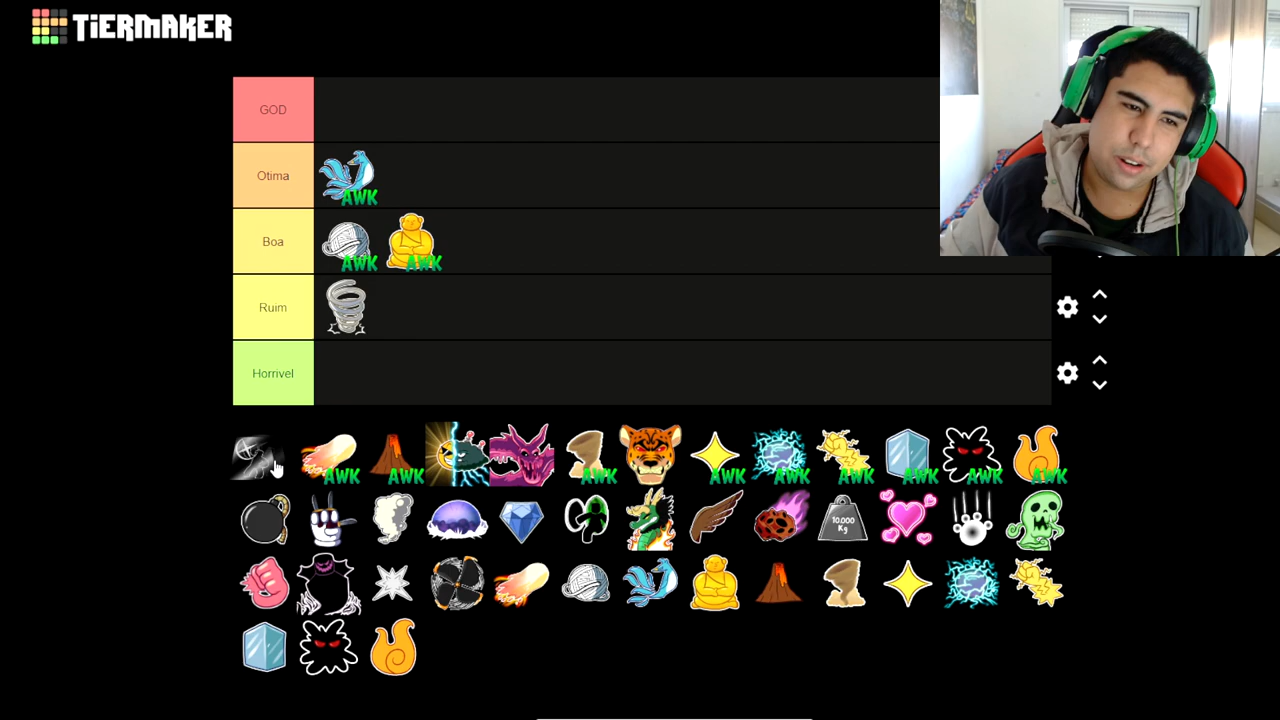 TIERMAKER
GOD
Otima
AWK
Boa
AWK AWK
Ruim
Horrivel
AWK AWK AWK AWK AWK AWK AWK AWK AWK
10.000
Kg